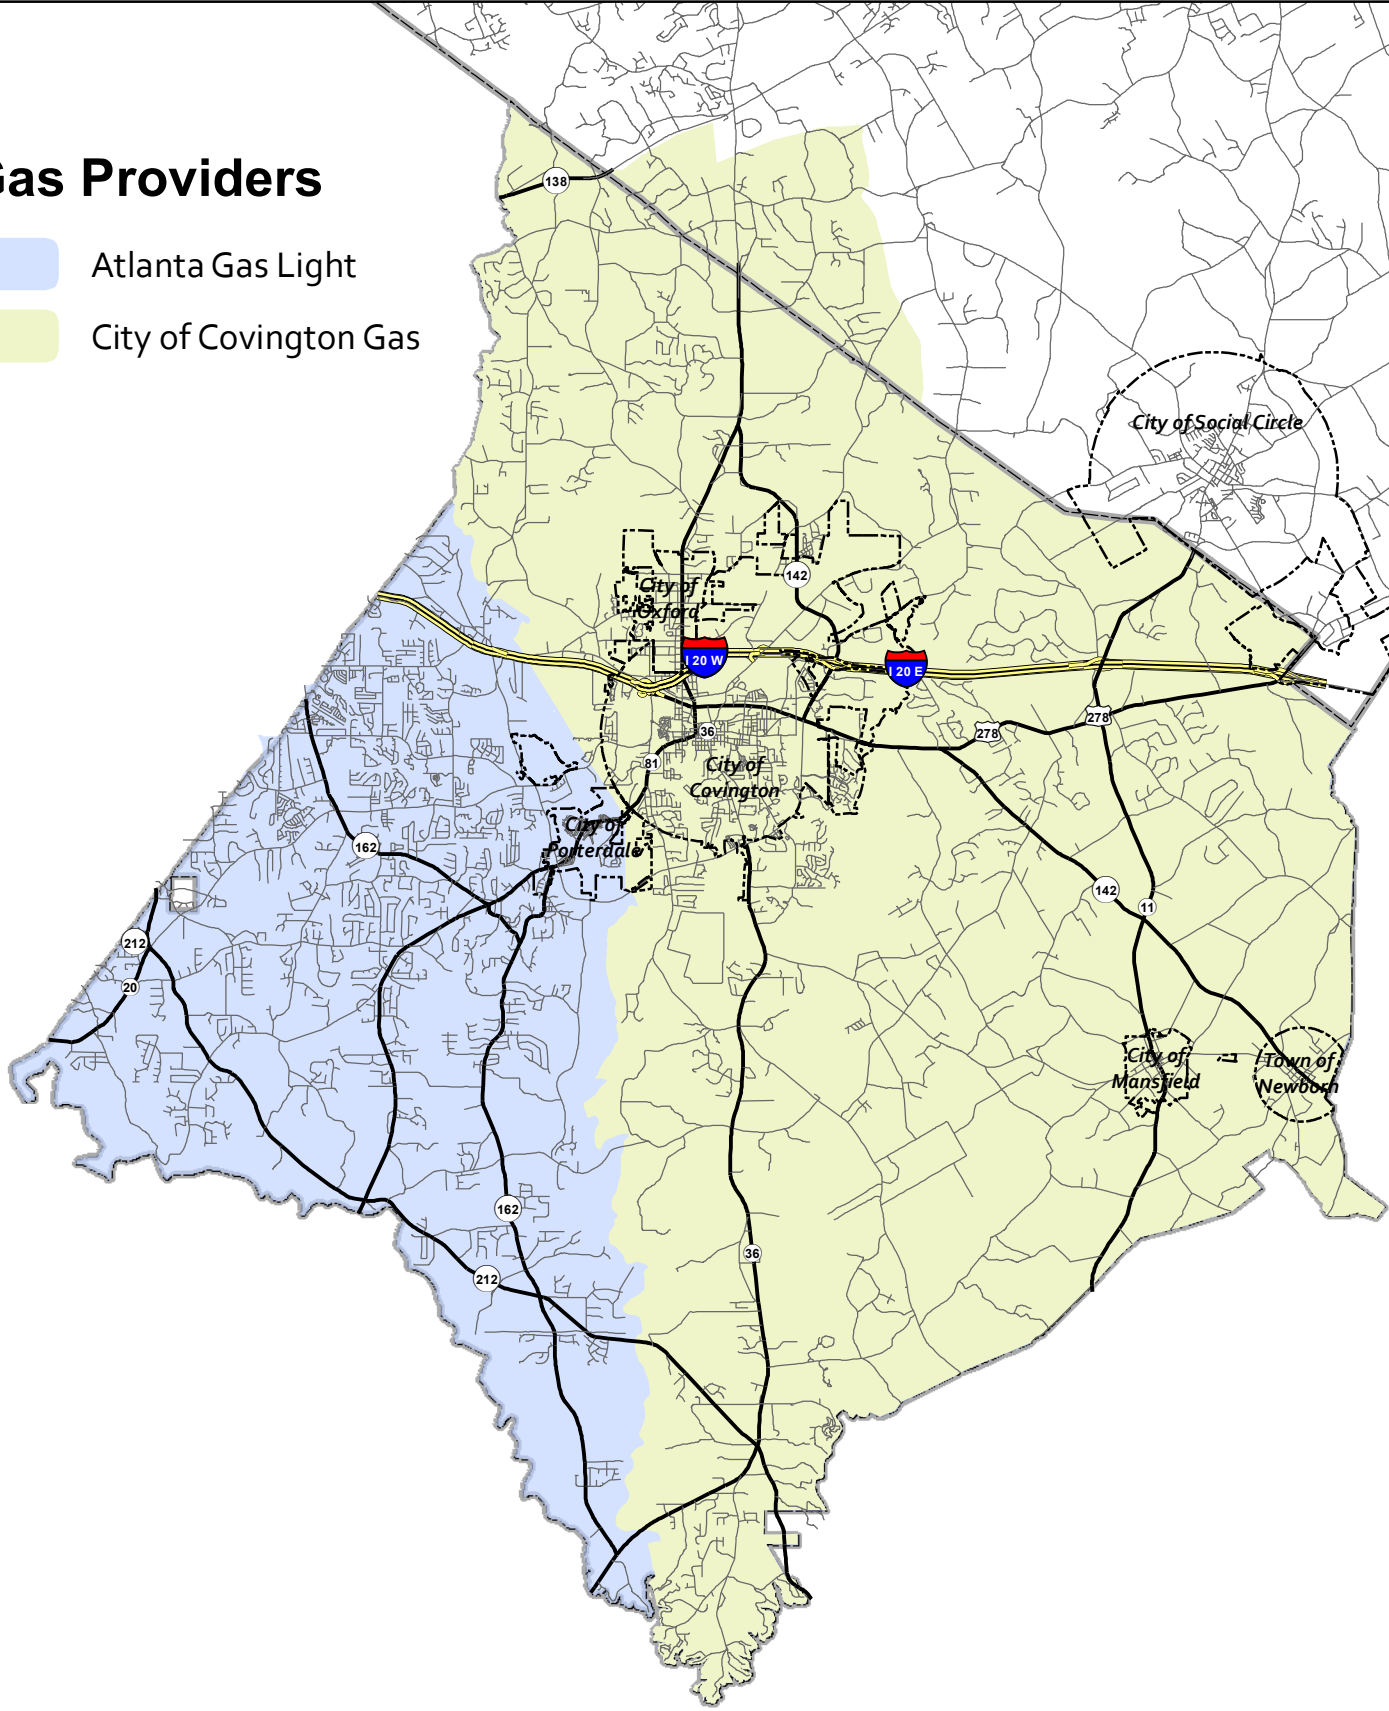 138
Gas Providers
Atlanta Gas Light
City of Covington Gas
City of Social Circle
142
City of
Oxford
I 20 W
I 20 E
278
278
36
81
City of
Covington
City of
Porterdale
162
142
11
212
20
City of
Mansfield
Town of
Newborn
162
36
212